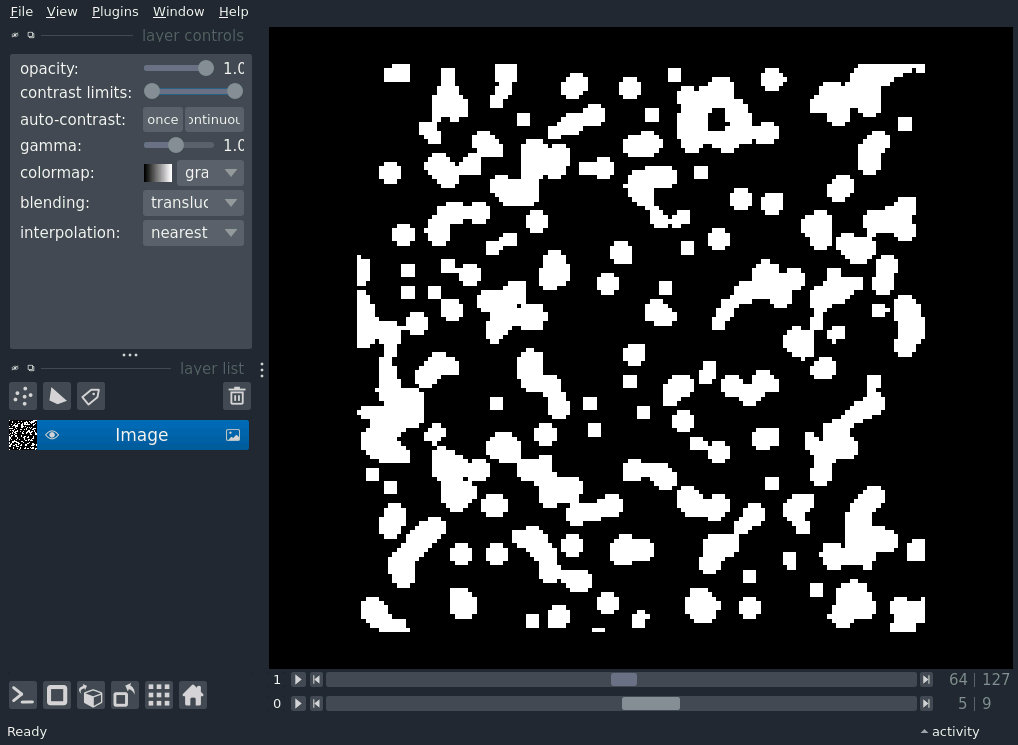 File View Plugins Window Help
layer controls
opacity: 1.0
contrast limits:
auto-contrast: once ontinuou
gamma: 1.0
colormap: gra
blending: transluc
interpolation: nearest
layer list
Image
1 64 | 127
0 5 | 9
Ready activity